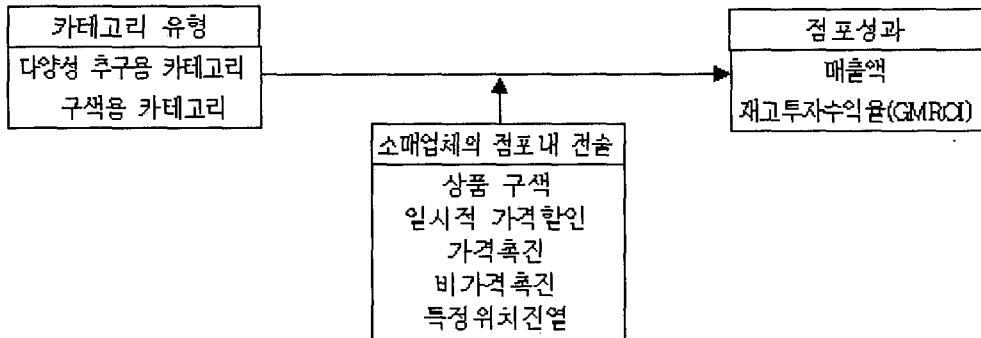 카테고리 유형
다양성 추구용 카테고리
구색용 카테고리
점포성과
매출액
재고투자수익율(GMROI)
소매업체의 점포내 전술
상품 구색
일시적 가격할인
가격촉진
비가격촉진
특정위치진열